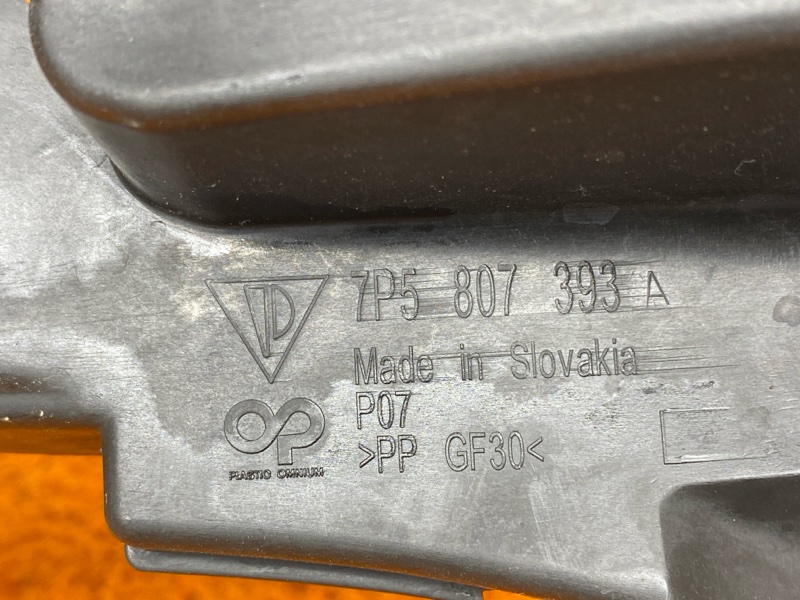 7P5 807 393 A
Made in Slovakia
P07
>PP GF30<
PLASTIC OMNIUM